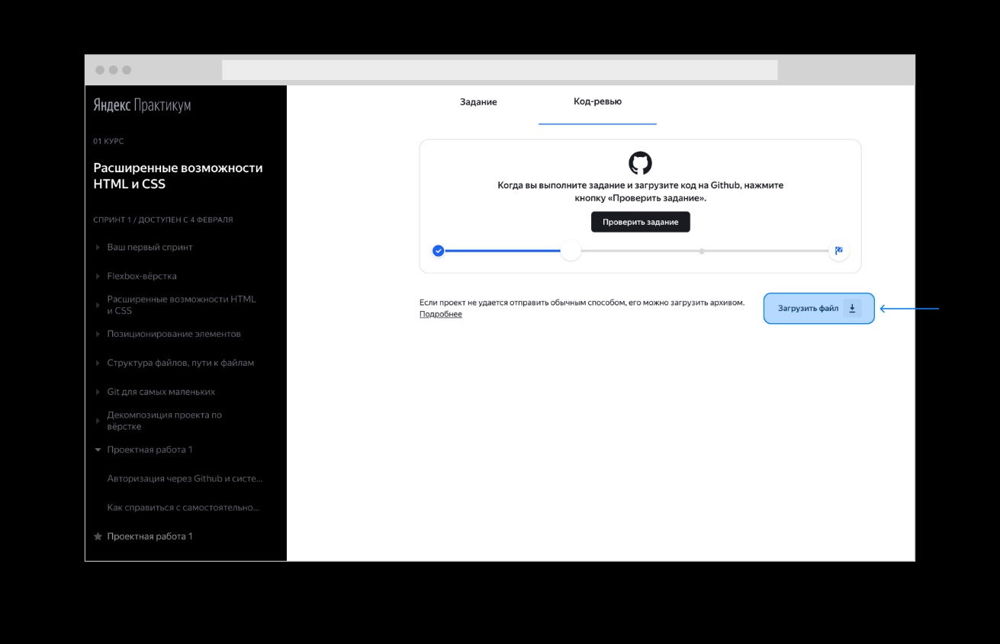 Яндекс Практикум
01 КУРС
Расширенные возможности
HTML и CSS
СПРИНТ 1 / ДОСТУПЕН С 4 ФЕВРАЛЯ
Ваш первый спринт
Flexbox-вёрстка
Расширенные возможности HTML
и CSS
Позиционирование элементов
Структура файлов, пути к файлам
Git для самых маленьких
Декомпозиция проекта по
вёрстке
Проектная работа 1
Авторизация через Github и систе...
Как справиться с самостоятельно...
Проектная работа 1
Задание
Код-ревью
Когда вы выполните задание и загрузите код на Github, нажмите
кнопку «Проверить задание».
Проверить задание
Если проект не удается отправить обычным способом, его можно загрузить архивом.
Подробнее
Загрузить файл